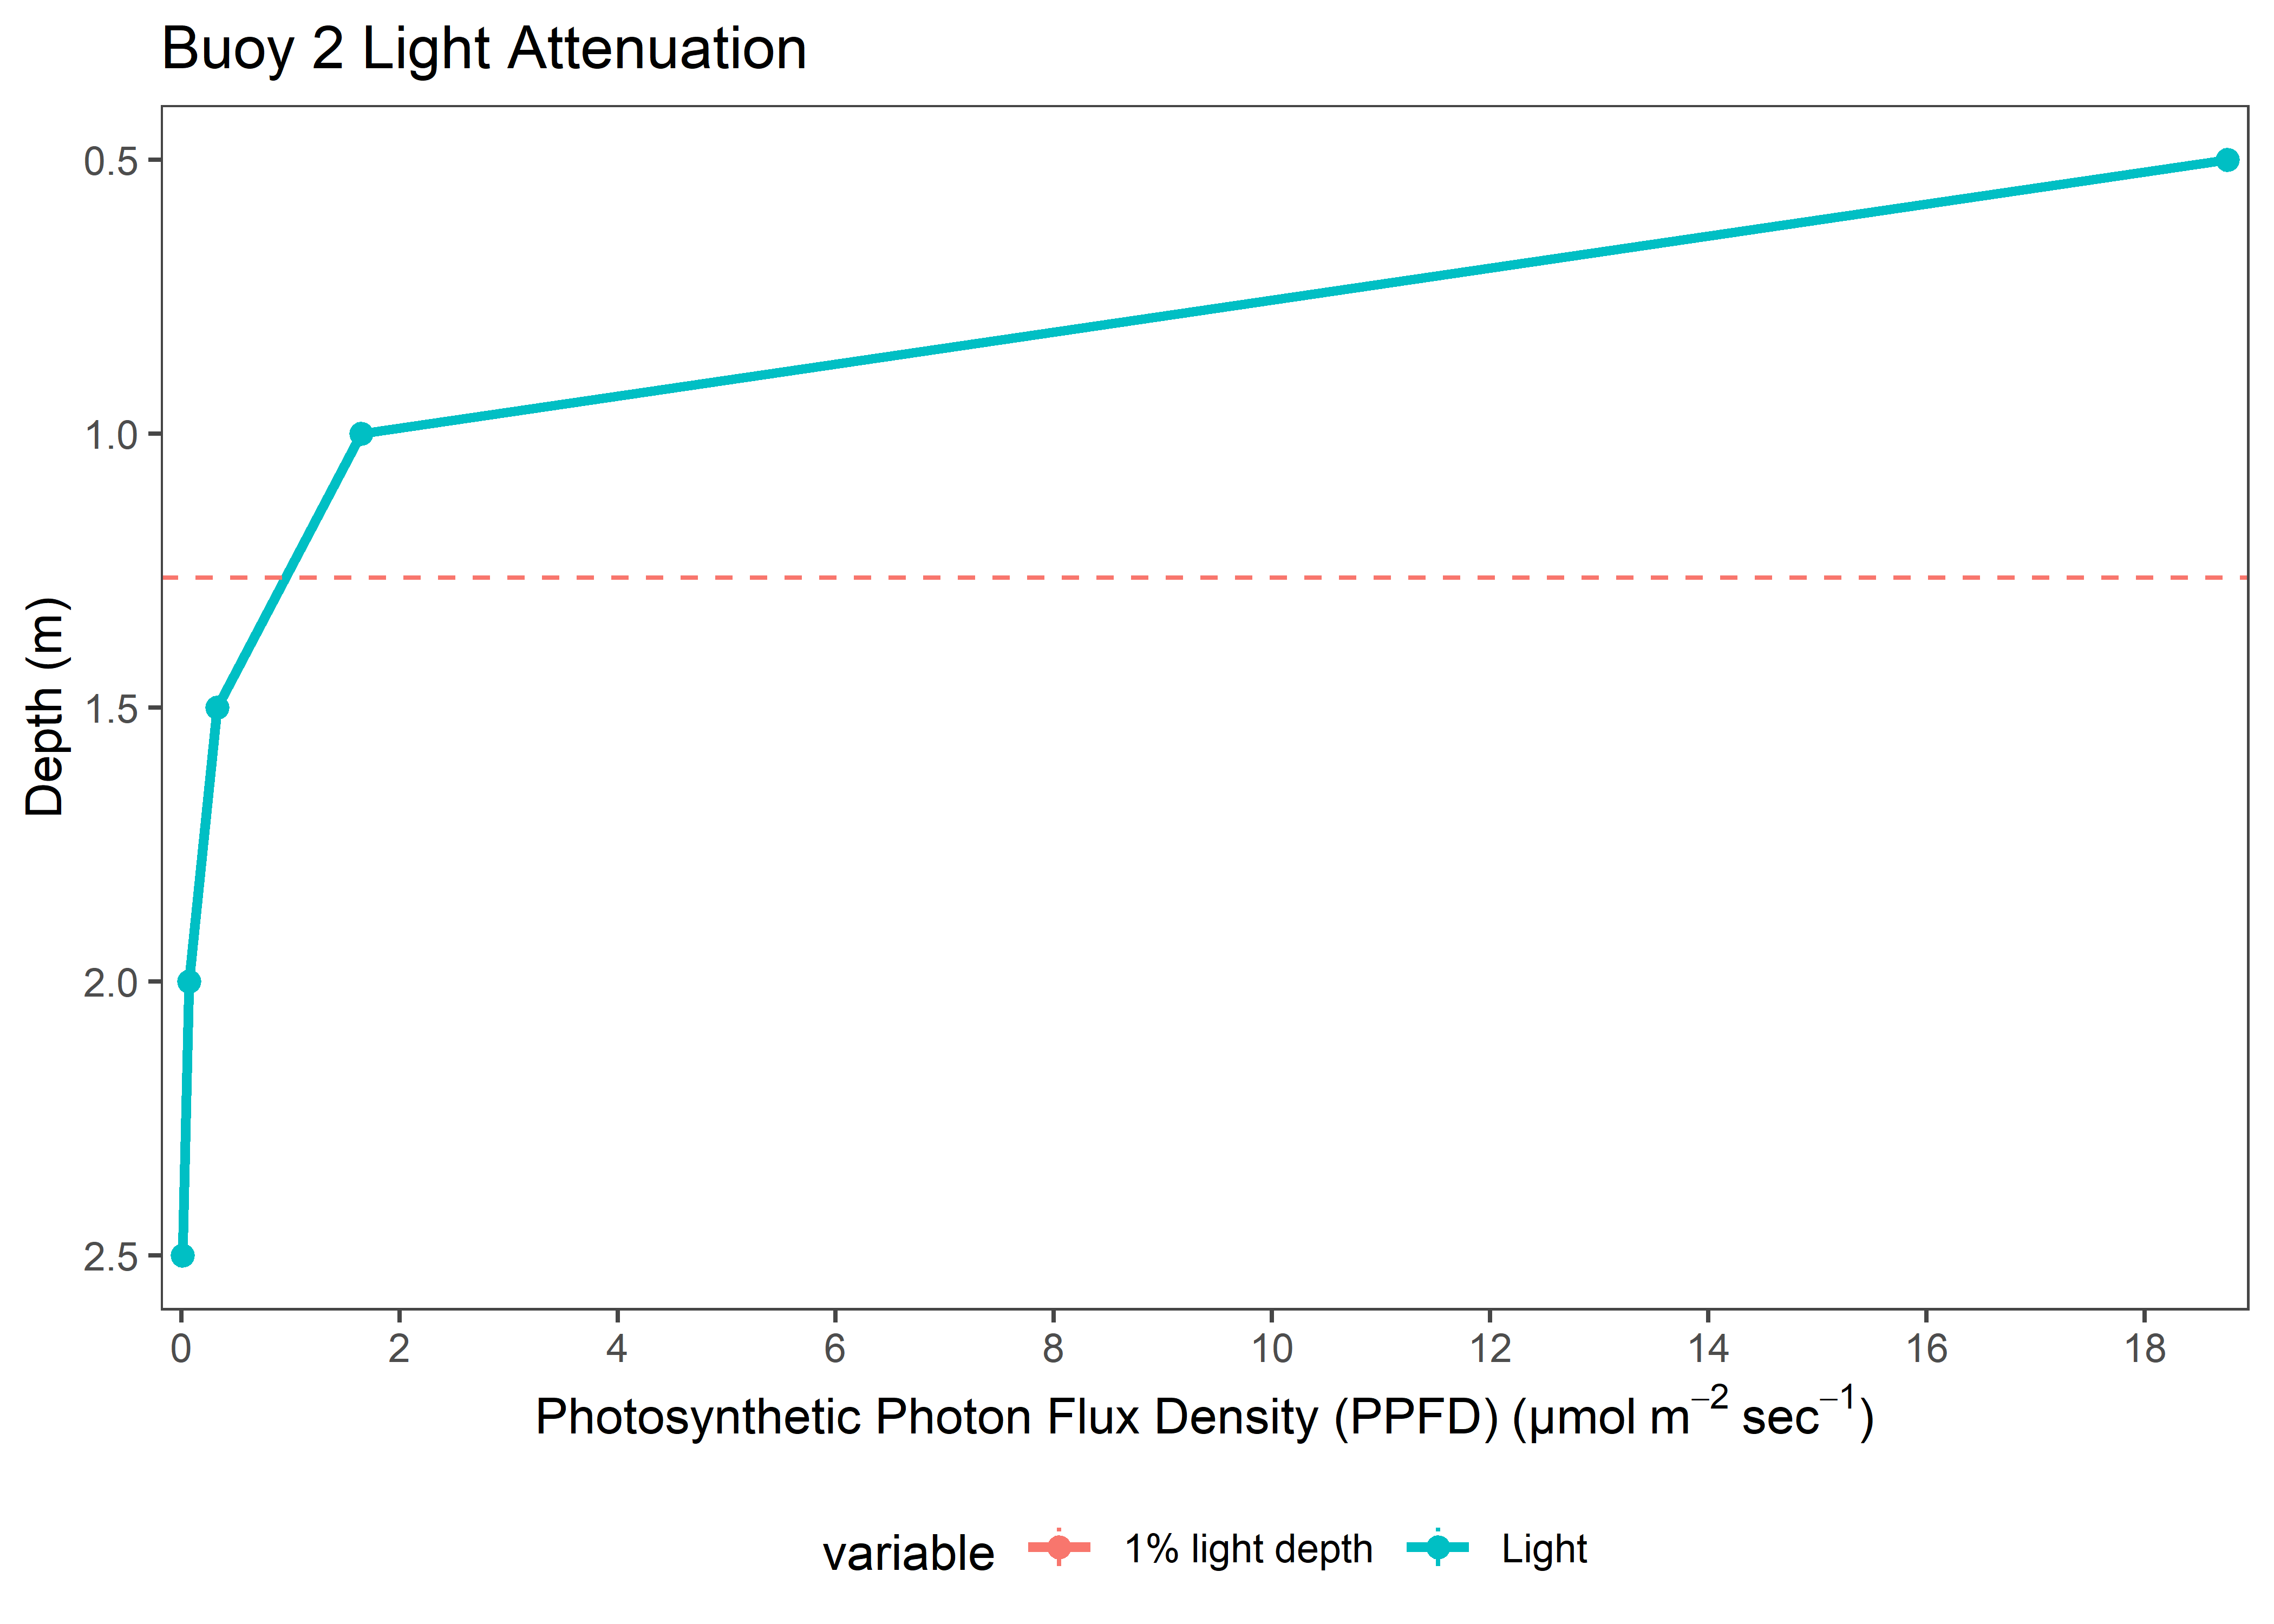 Buoy 2 Light Attenuation
0.5
1.0
1.5
2.0
2.5
Depth (m)
0 2 4 6 8 10 12 14 16 18
Photosynthetic Photon Flux Density (PPFD) (µmol m⁻² sec⁻¹)
variable 1% light depth Light